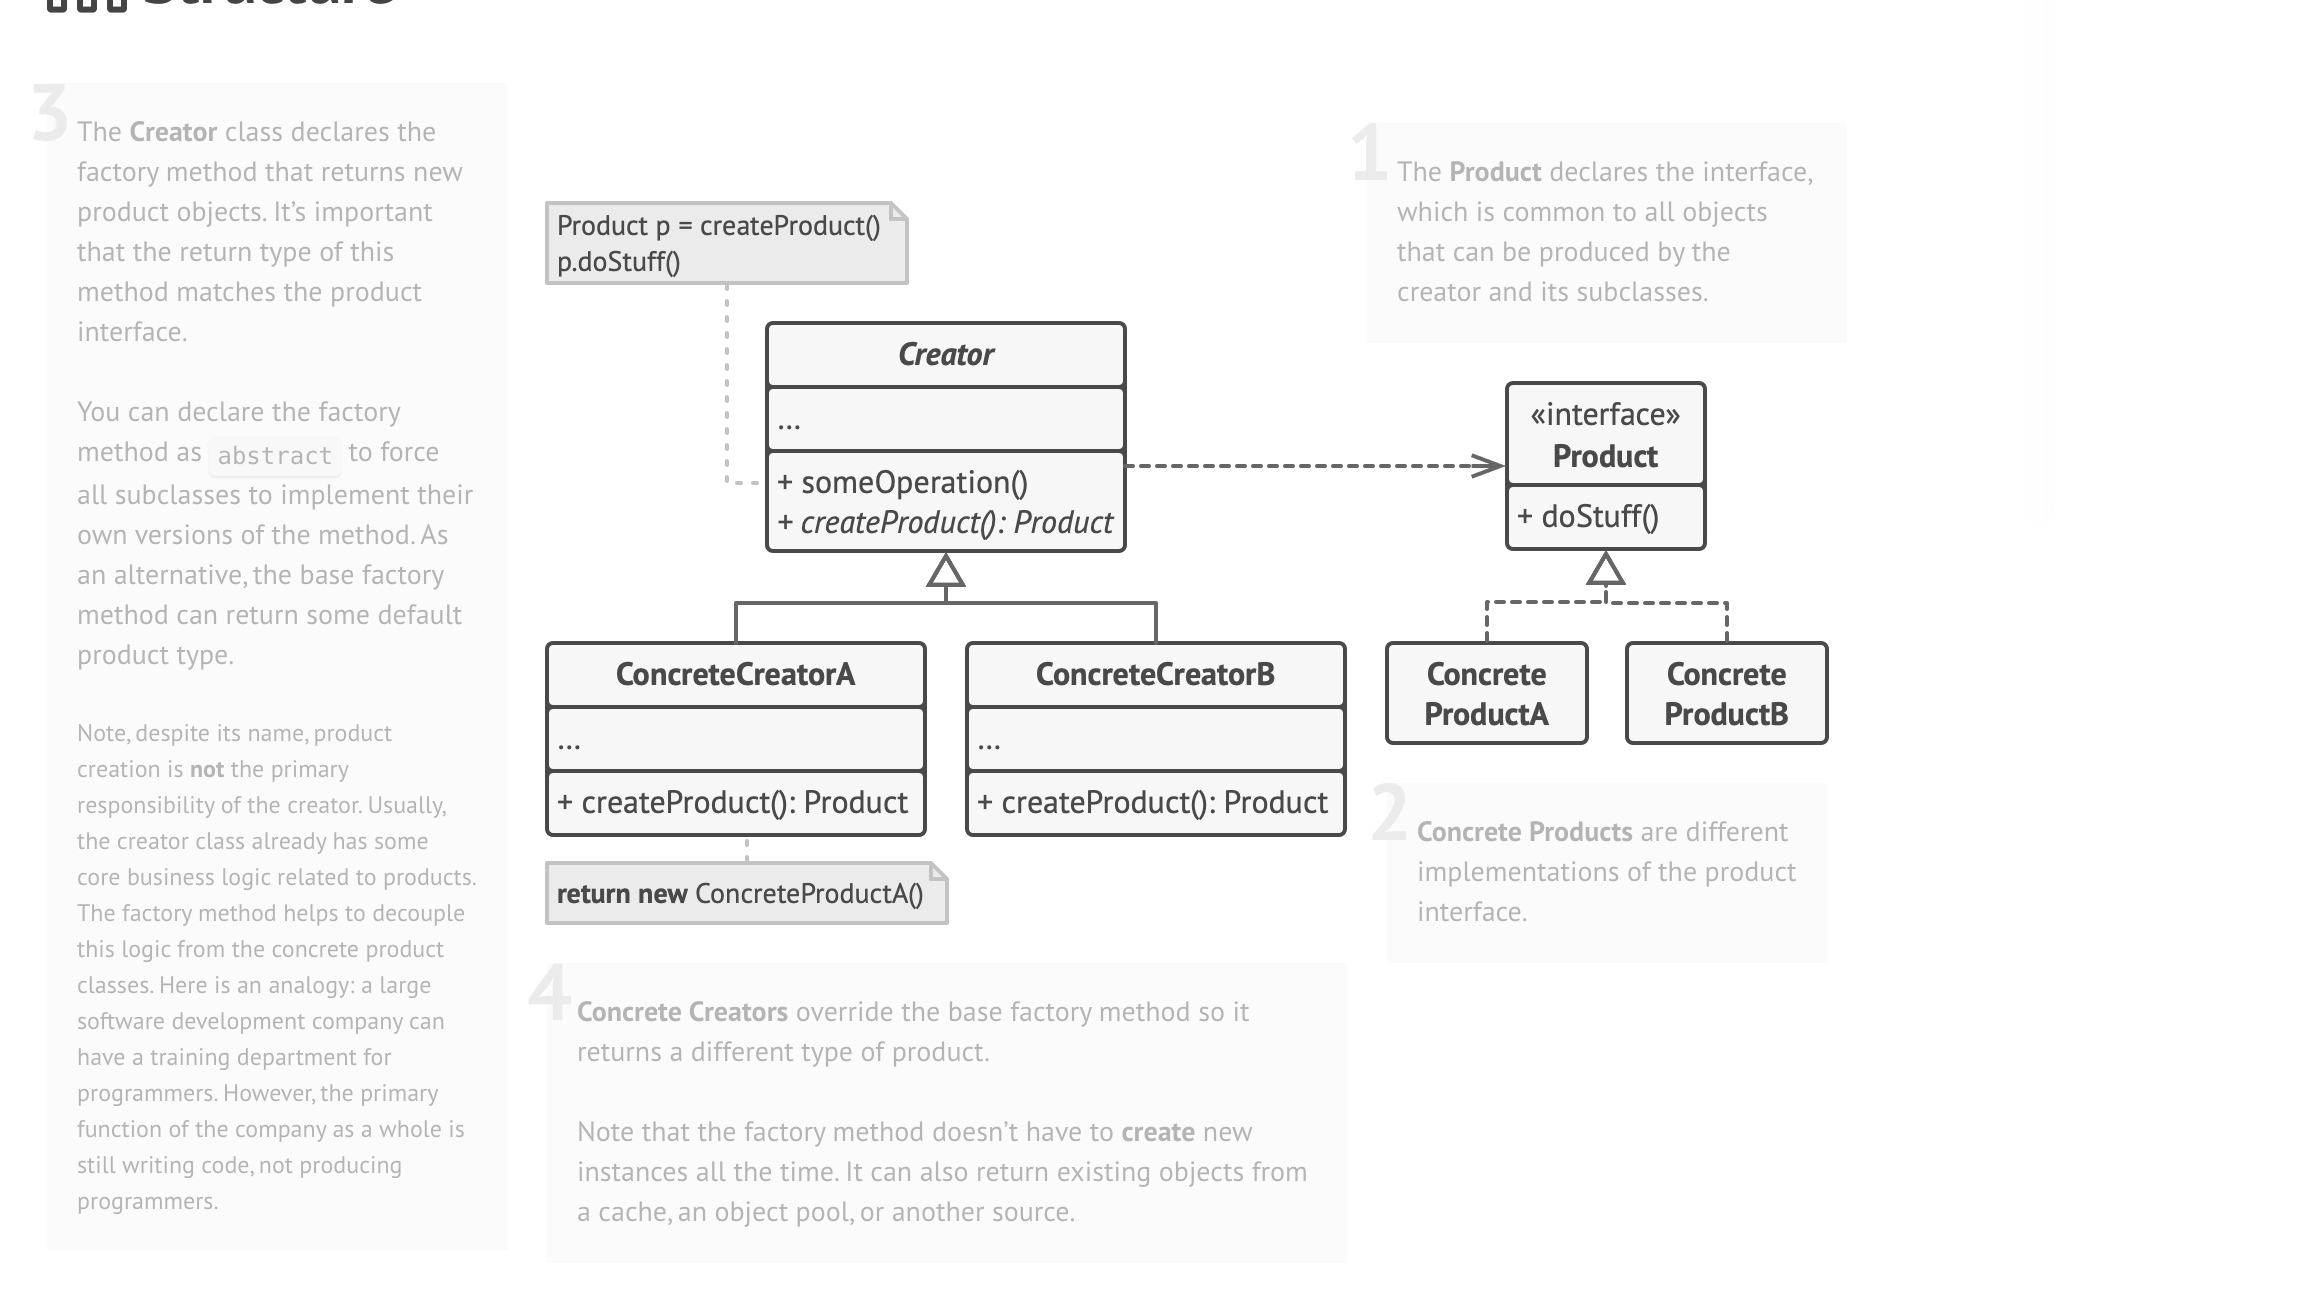 Structure
3
The Creator class declares the
factory method that returns new
product objects. It’s important
that the return type of this
method matches the product
interface.
You can declare the factory
method as abstract to force
all subclasses to implement their
own versions of the method. As
an alternative, the base factory
method can return some default
product type.
Note, despite its name, product
creation is not the primary
responsibility of the creator. Usually,
the creator class already has some
core business logic related to products.
The factory method helps to decouple
this logic from the concrete product
classes. Here is an analogy: a large
software development company can
have a training department for
programmers. However, the primary
function of the company as a whole is
still writing code, not producing
programmers.
Product p = createProduct()
p.doStuff()
Creator
...
+ someOperation()
+ createProduct(): Product
1
The Product declares the interface,
which is common to all objects
that can be produced by the
creator and its subclasses.
«interface»
Product
+ doStuff()
ConcreteCreatorA
...
+ createProduct(): Product
ConcreteCreatorB
...
+ createProduct(): Product
Concrete
ProductA
Concrete
ProductB
return new ConcreteProductA()
2
Concrete Products are different
implementations of the product
interface.
4
Concrete Creators override the base factory method so it
returns a different type of product.
Note that the factory method doesn’t have to create new
instances all the time. It can also return existing objects from
a cache, an object pool, or another source.